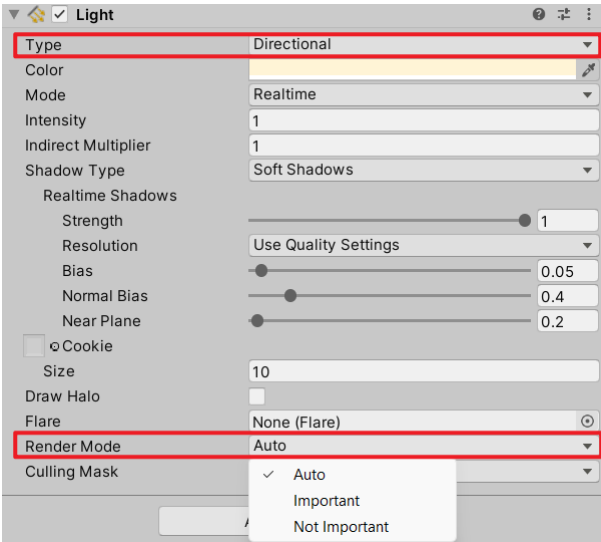 Light
Type Directional
Color
Mode Realtime
Intensity 1
Indirect Multiplier 1
Shadow Type Soft Shadows
Realtime Shadows
Strength 1
Resolution Use Quality Settings
Bias 0.05
Normal Bias 0.4
Near Plane 0.2
Cookie
Size 10
Draw Halo
Flare None (Flare)
Render Mode Auto
Culling Mask
Auto
Important
Not Important